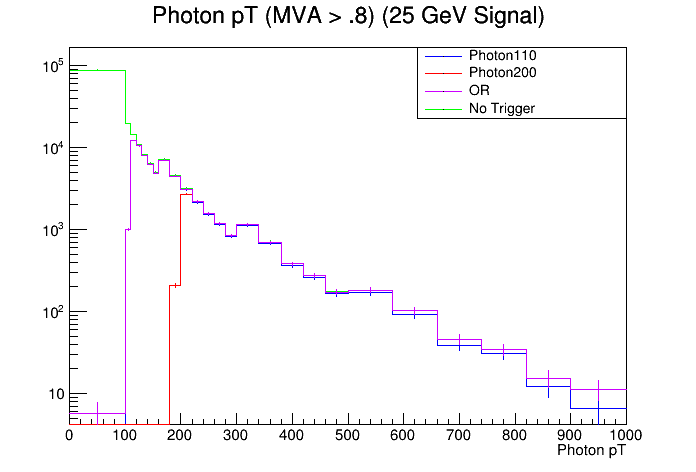 Photon pT (MVA > .8) (25 GeV Signal)
Photon110
Photon200
OR
No Trigger
10^5
10^4
10^3
10^2
10
0 100 200 300 400 500 600 700 800 900 1000
Photon pT